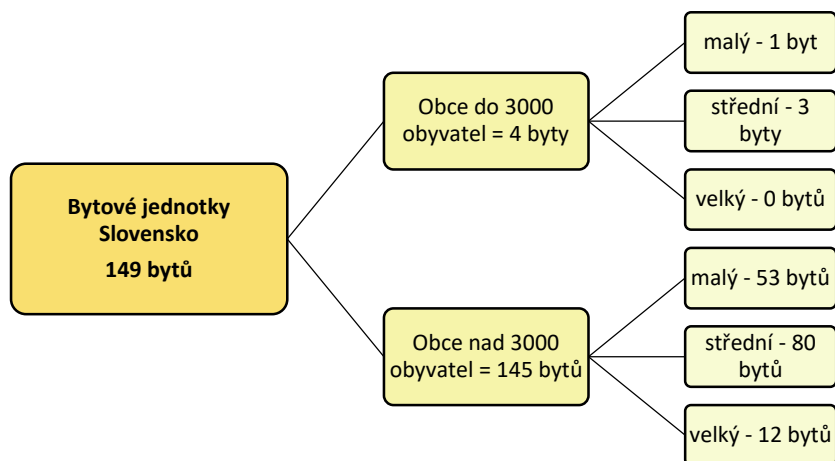 Bytové jednotky
Slovensko
149 bytů
Obce do 3000
obyvatel = 4 byty
malý - 1 byt
střední - 3
byty
velký - 0 bytů
Obce nad 3000
obyvatel = 145 bytů
malý - 53 bytů
střední - 80
bytů
velký - 12 bytů